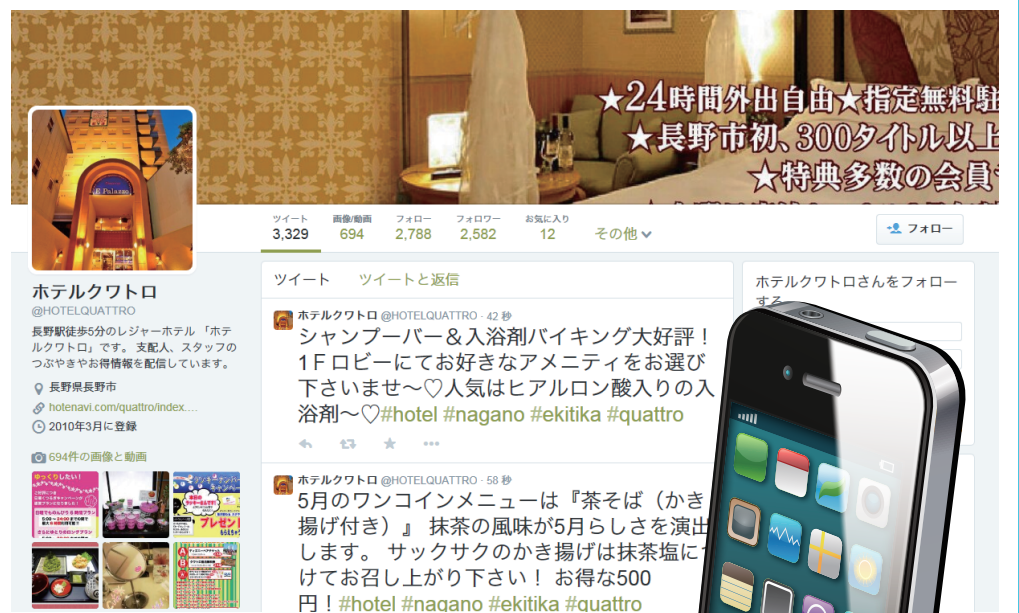 ★24時間外出自由★指定無料駐
★長野市初、300タイトル以上
★特典多数の会員
El Palazzo
ツイート 画像/動画 フォロー フォロワー お気に入り
3,329 694 2,788 2,582 12 その他
フォロー
ホテルクワトロ
@HOTELQUATTRO
長野駅徒歩5分のレジャーホテル 「ホテ
ルクワトロ」です。 支配人、スタッフの
つぶやきやお得情報を配信しています。
長野県長野市
hotenavi.com/quattro/index....
2010年3月に登録
694件の画像と動画
ゆっくりしたい！
プレゼント
ツイート ツイートと返信
ホテルクワトロ @HOTELQUATTRO · 42 秒
シャンプーバー＆入浴剤バイキング大好評！
1Ｆロビーにてお好きなアメニティをお選び
下さいませ～♡人気はヒアルロン酸入りの入
浴剤～♡#hotel #nagano #ekitika #quattro
ホテルクワトロ @HOTELQUATTRO · 58 秒
5月のワンコインメニューは『茶そば（かき
揚げ付き）』 抹茶の風味が5月らしさを演出
します。 サックサクのかき揚げは抹茶塩につ
けてお召し上がり下さい！ お得な500
円！#hotel #nagano #ekitika #quattro
ホテルクワトロさんをフォロー
する